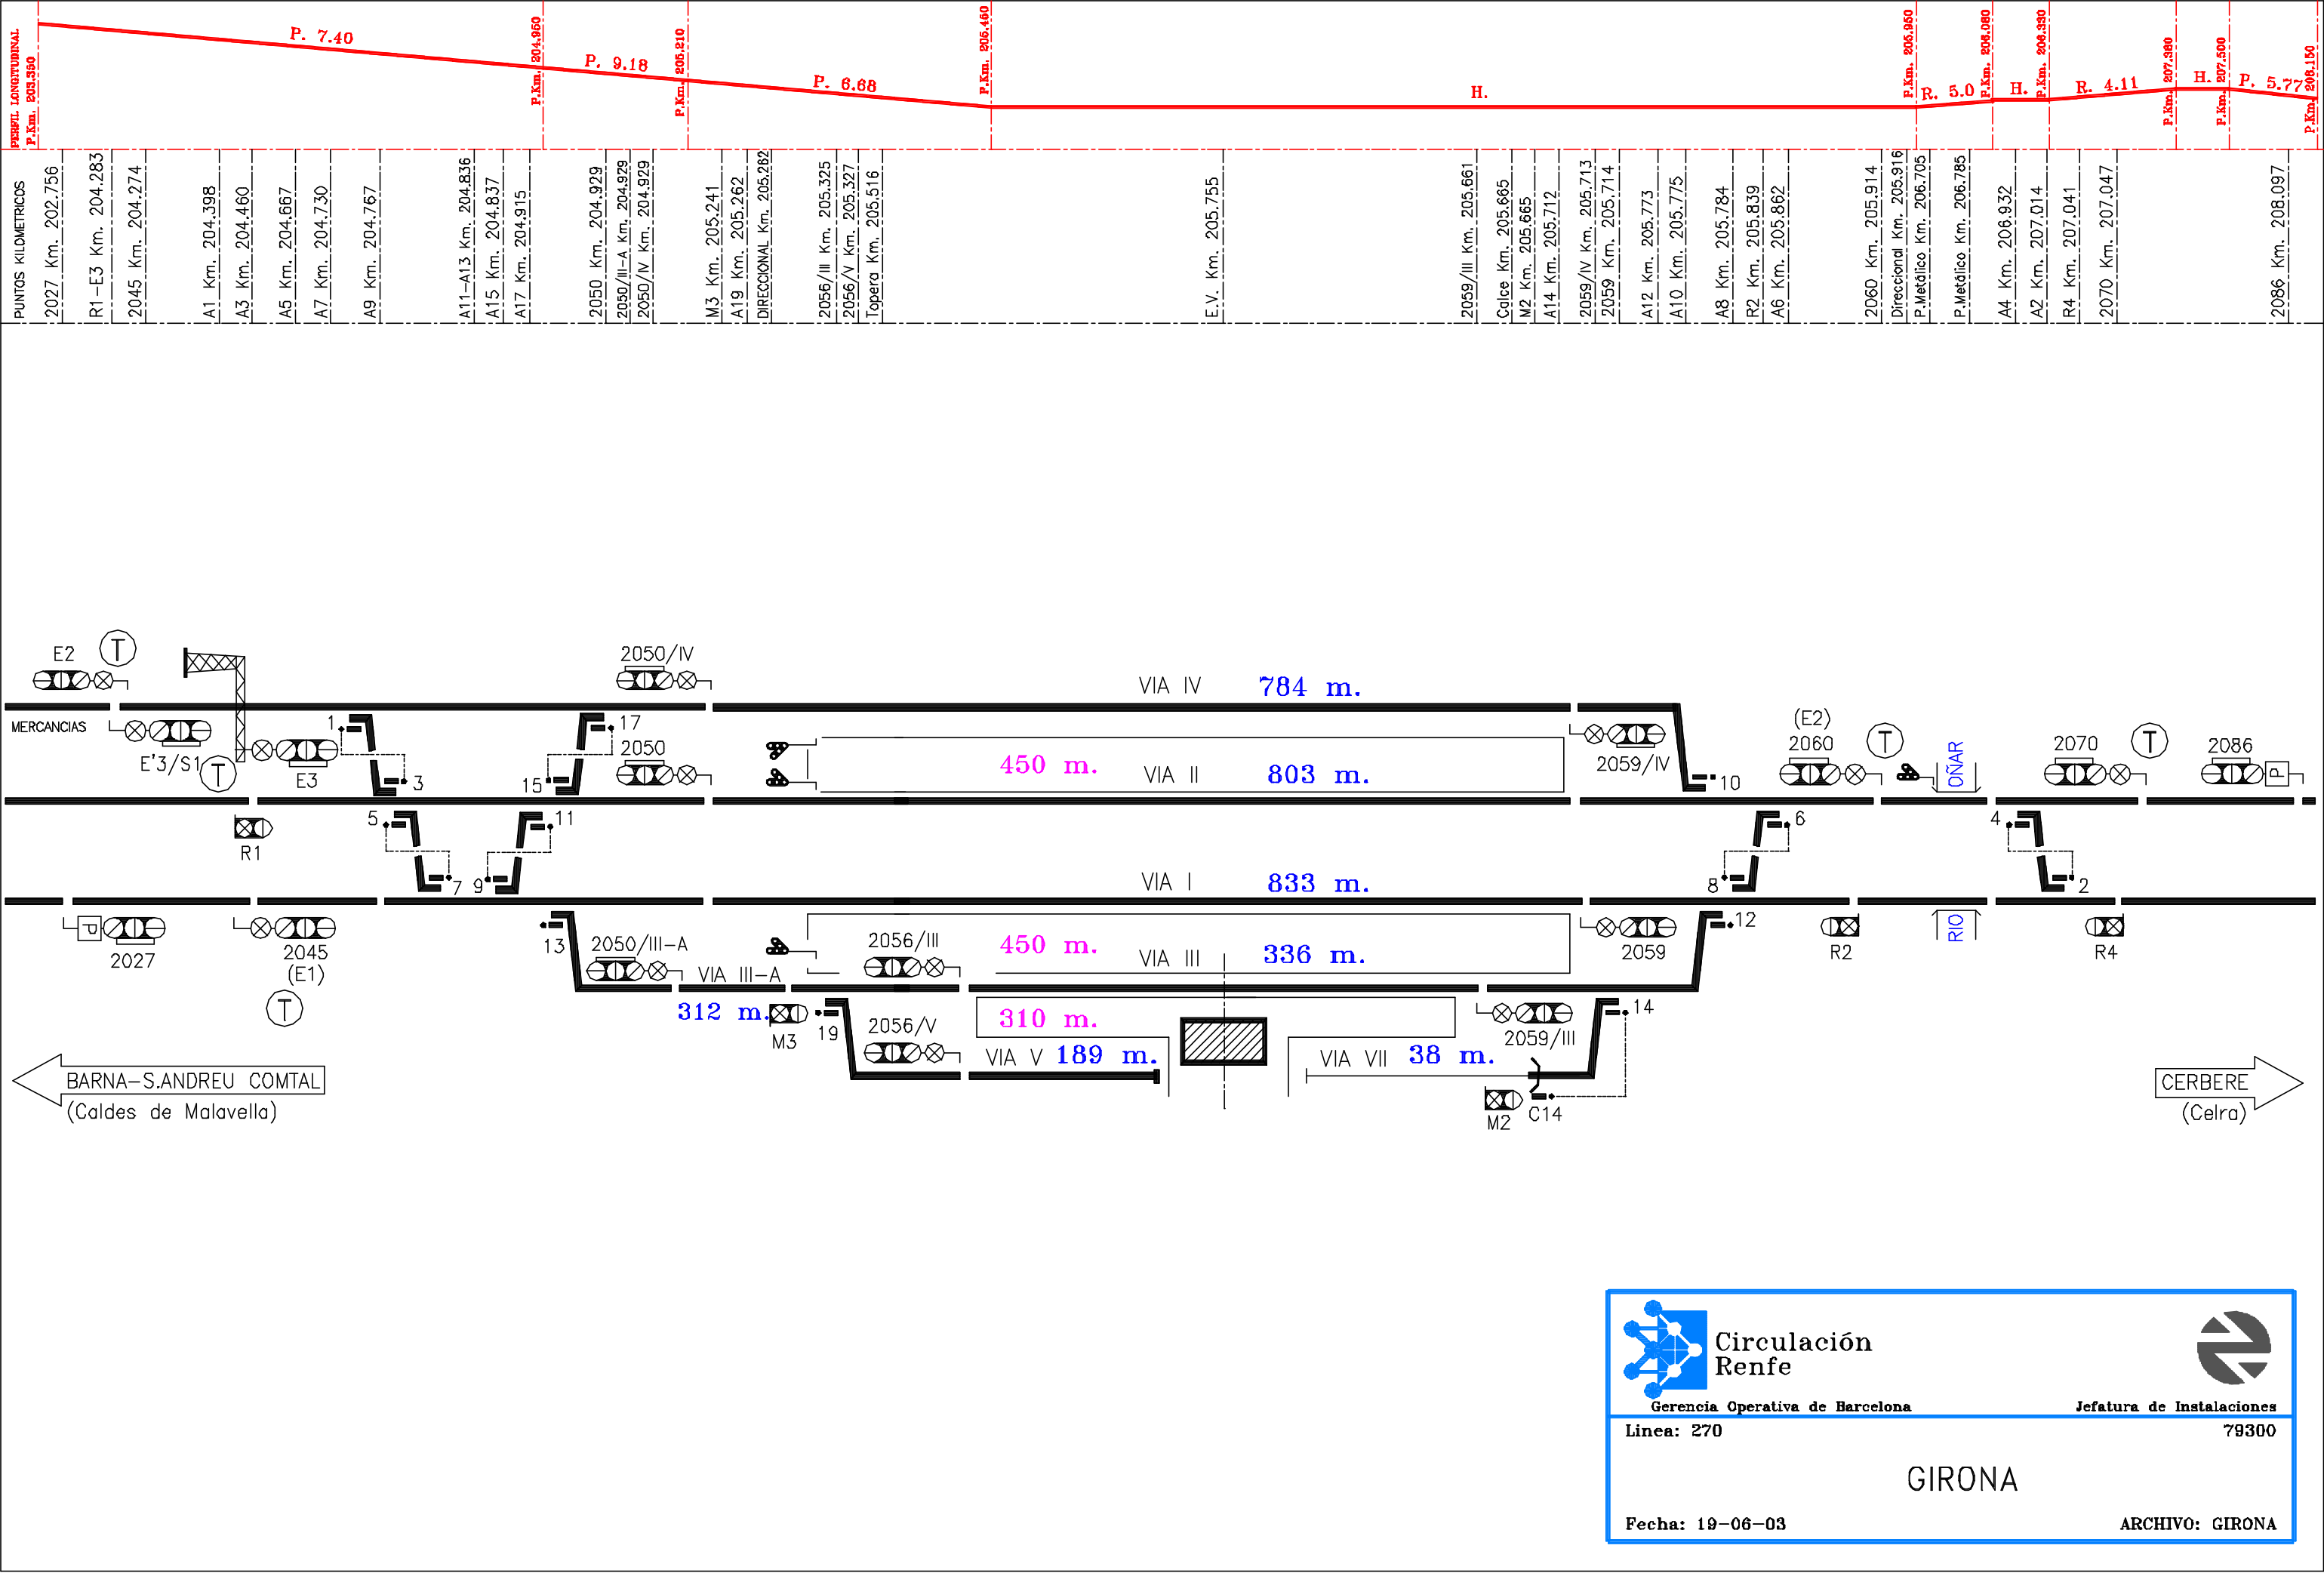 PERFIL LONGITUDINAL
P.Km. 203.350
P. 7.40
P.Km. 204.950
P. 9.18
P.Km. 205.210
P. 6.68
P.Km. 205.450
H.
P.Km. 205.950
R. 5.0
P.Km. 206.080
H.
P.Km. 206.330
R. 4.11
P.Km. 207.380
H.
P.Km. 207.500
P. 5.77
P.Km. 208.150
PUNTOS KILOMETRICOS
2027 Km. 202.756
R1-E3 Km. 204.283
2045 Km. 204.274
A1 Km. 204.398
A3 Km. 204.460
A5 Km. 204.667
A7 Km. 204.730
A9 Km. 204.767
A11-A13 Km. 204.836
A15 Km. 204.837
A17 Km. 204.915
2050 Km. 204.929
2050/III-A Km. 204.929
2050/IV Km. 204.929
M3 Km. 205.241
A19 Km. 205.262
DIRECCIONAL Km. 205.262
2056/III Km. 205.325
2056/V Km. 205.327
Topera Km. 205.516
E.V. Km. 205.755
2059/III Km. 205.661
Calce Km. 205.665
M2 Km. 205.665
A14 Km. 205.712
2059/IV Km. 205.713
2059 Km. 205.714
A12 Km. 205.773
A10 Km. 205.775
A8 Km. 205.784
R2 Km. 205.839
A6 Km. 205.862
2060 Km. 205.914
Direccional Km. 205.916
P.Metálico Km. 206.705
P.Metálico Km. 206.785
A4 Km. 206.932
A2 Km. 207.014
R4 Km. 207.041
2070 Km. 207.047
2086 Km. 208.097
E2
T
2050/IV
VIA IV 784 m.
MERCANCIAS
E'3/S1
T
E3
1
3
17
15
2050
450 m.
VIA II 803 m.
2059/IV
10
(E2)
2060
T
OÑAR
2070
T
2086
P
R1
5
7
11
9
VIA I 833 m.
6
8
4
2
P
2027
2045
(E1)
T
13
2050/III-A
VIA III-A
312 m.
2056/III
450 m.
VIA III 336 m.
2059
12
R2
RIO
R4
M3
19
2056/V
310 m.
VIA V 189 m.
VIA VII 38 m.
2059/III
14
M2
C14
BARNA-S.ANDREU COMTAL
(Caldes de Malavella)
CERBERE
(Celra)
Circulación
Renfe
Gerencia Operativa de Barcelona
Jefatura de Instalaciones
Linea: 270
79300
GIRONA
Fecha: 19-06-03
ARCHIVO: GIRONA